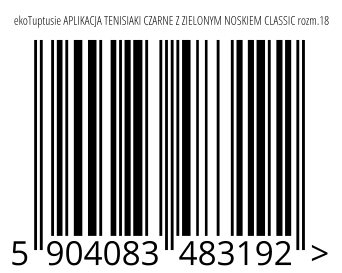 ekoTuptusie APLIKACJA TENISIAKI CZARNE Z ZIELONYM NOSKIEM CLASSIC rozm.18
5 904083 483192 >